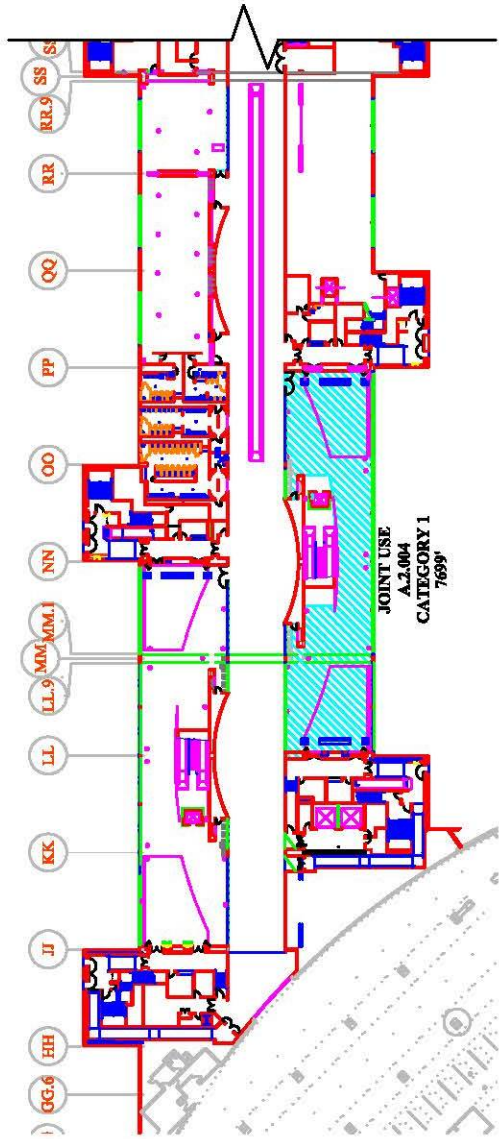 SS
SS
RR.9
RR
QQ
PP
OO
NN
MM.1
MM
LL.9
LL
KK
JJ
HH
GG.6
JOINT USE
A.2.004
CATEGORY 1
7699'